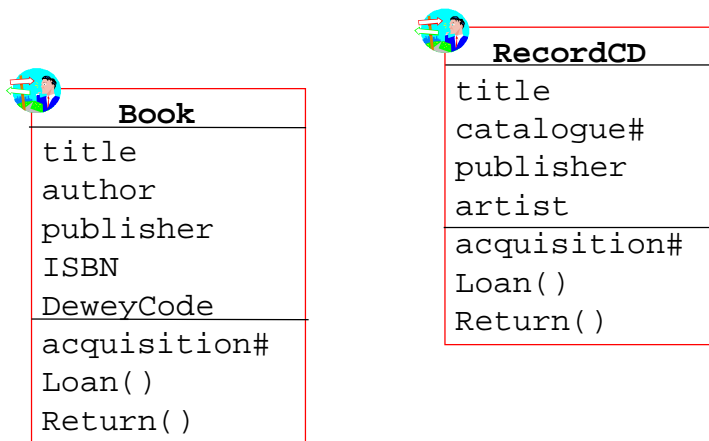 Book
title
author
publisher
ISBN
DeweyCode
acquisition#
Loan()
Return()
RecordCD
title
catalogue#
publisher
artist
acquisition#
Loan()
Return()